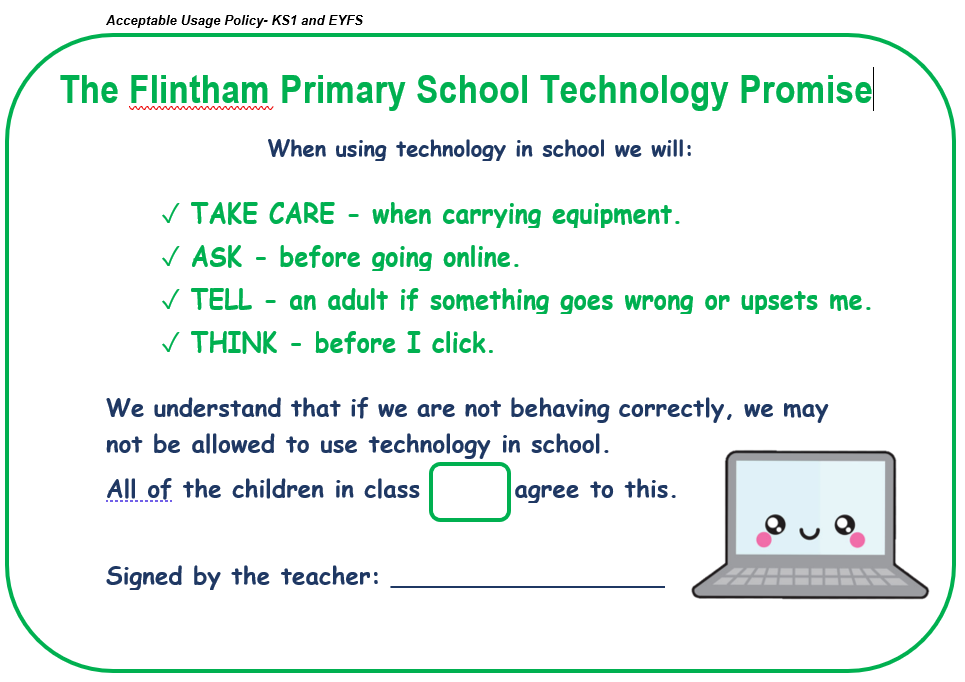 Acceptable Usage Policy- KS1 and EYFS
The Flintham Primary School Technology Promise
When using technology in school we will:
✓ TAKE CARE – when carrying equipment.
✓ ASK – before going online.
✓ TELL – an adult if something goes wrong or upsets me.
✓ THINK – before I click.
We understand that if we are not behaving correctly, we may
not be allowed to use technology in school.
All of the children in class agree to this.
Signed by the teacher: ____________________